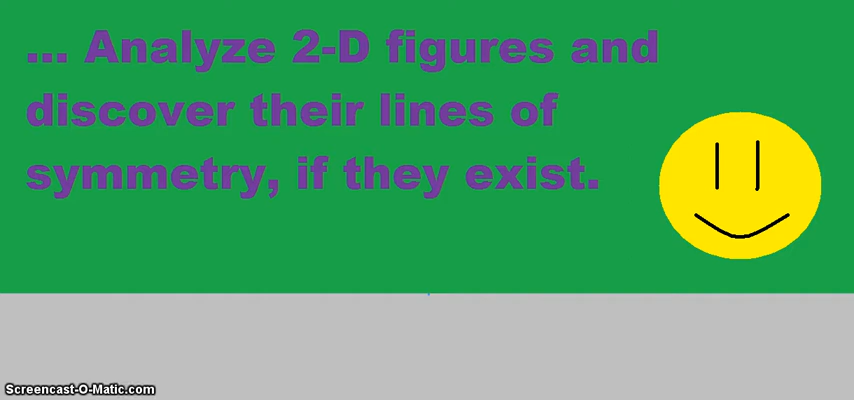 ... Analyze 2-D figures and
discover their lines of
symmetry, if they exist.
Screencast-O-Matic.com